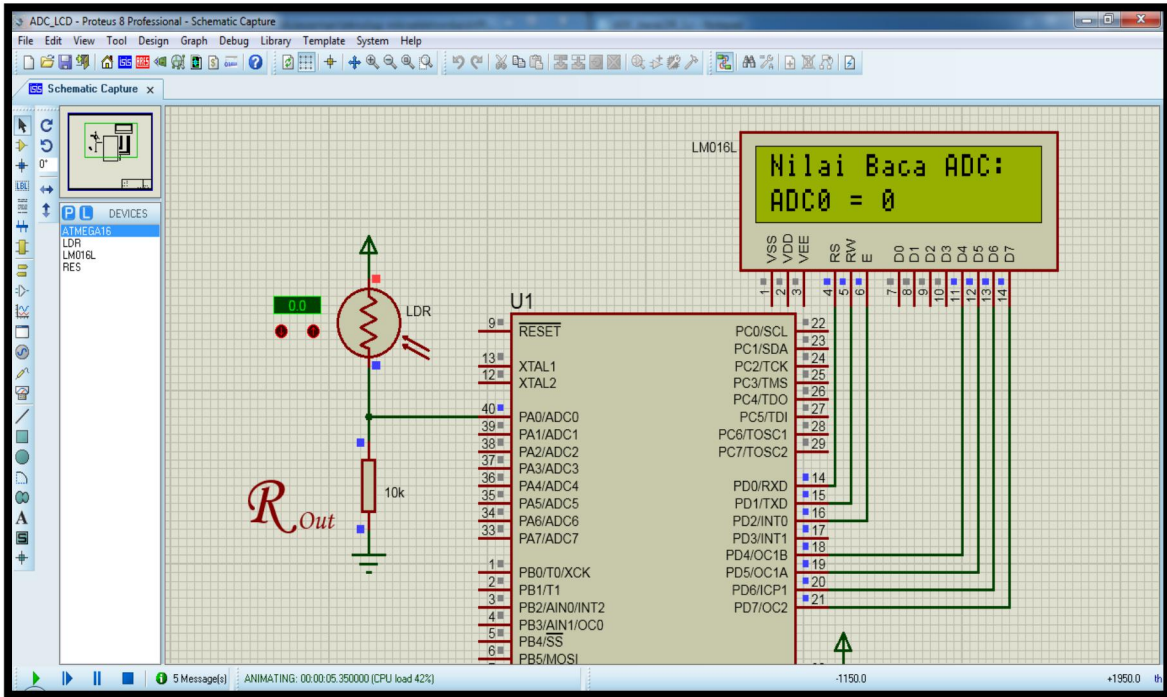 ADC_LCD - Proteus 8 Professional - Schematic Capture
File Edit View Tool Design Graph Debug Library Template System Help
Schematic Capture x
0°
P L DEVICES
ATMEGA16
LDR
LM016L
RES
LM016L
Nilai Baca ADC:
ADC0 = 0
VSS VDD VEE RS RW E D0 D1 D2 D3 D4 D5 D6 D7
1 2 3 4 5 6 7 8 9 10 11 12 13 14
0.0
LDR
10k
R Out
U1
9 RESET
13 XTAL1
12 XTAL2
40 PA0/ADC0
39 PA1/ADC1
38 PA2/ADC2
37 PA3/ADC3
36 PA4/ADC4
35 PA5/ADC5
34 PA6/ADC6
33 PA7/ADC7
1 PB0/T0/XCK
2 PB1/T1
3 PB2/AIN0/INT2
4 PB3/AIN1/OC0
5 PB4/SS
6 PB5/MOSI
PC0/SCL 22
PC1/SDA 23
PC2/TCK 24
PC3/TMS 25
PC4/TDO 26
PC5/TDI 27
PC6/TOSC1 28
PC7/TOSC2 29
PD0/RXD 14
PD1/TXD 15
PD2/INT0 16
PD3/INT1 17
PD4/OC1B 18
PD5/OC1A 19
PD6/ICP1 20
PD7/OC2 21
5 Message(s) ANIMATING: 00:00:05.350000 (CPU load 42%) -1150.0 +1950.0 th